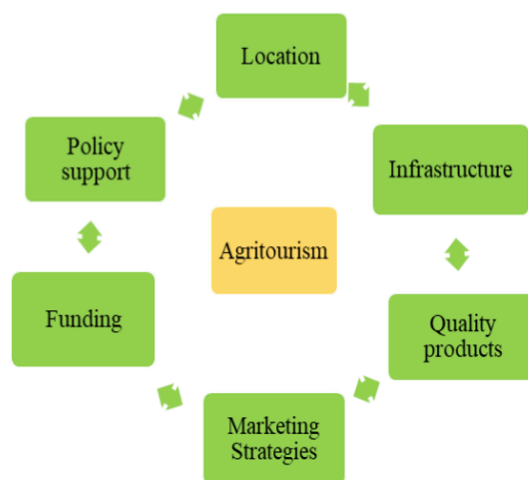 Location
Policy
support
Infrastructure
Agritourism
Funding
Quality
products
Marketing
Strategies